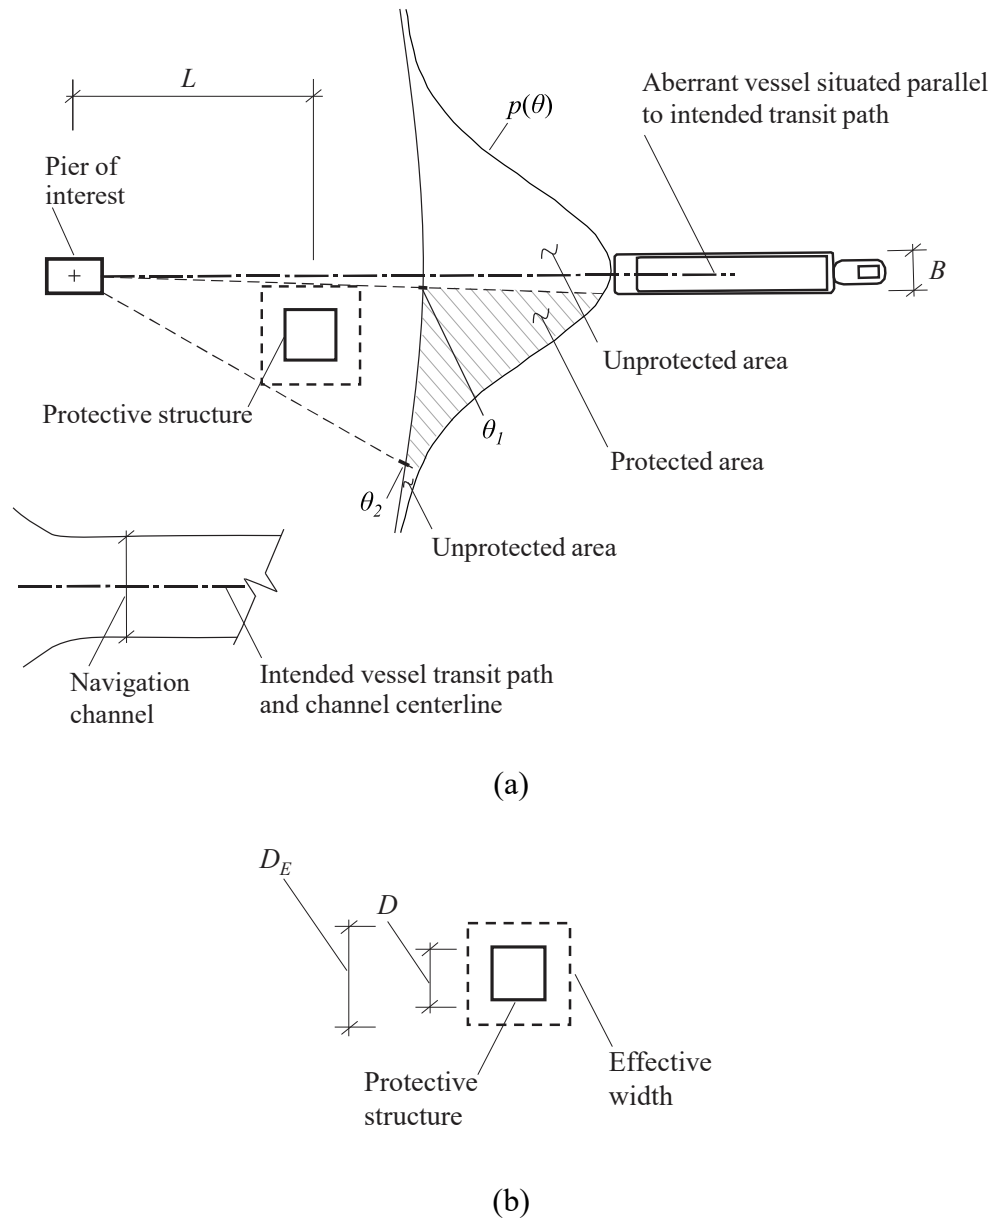 L
p(θ)
Aberrant vessel situated parallel
to intended transit path
Pier of
interest
B
Unprotected area
Protective structure
θ1
Protected area
θ2
Unprotected area
Navigation
channel
Intended vessel transit path
and channel centerline
(a)
DE
D
Effective
width
Protective
structure
(b)